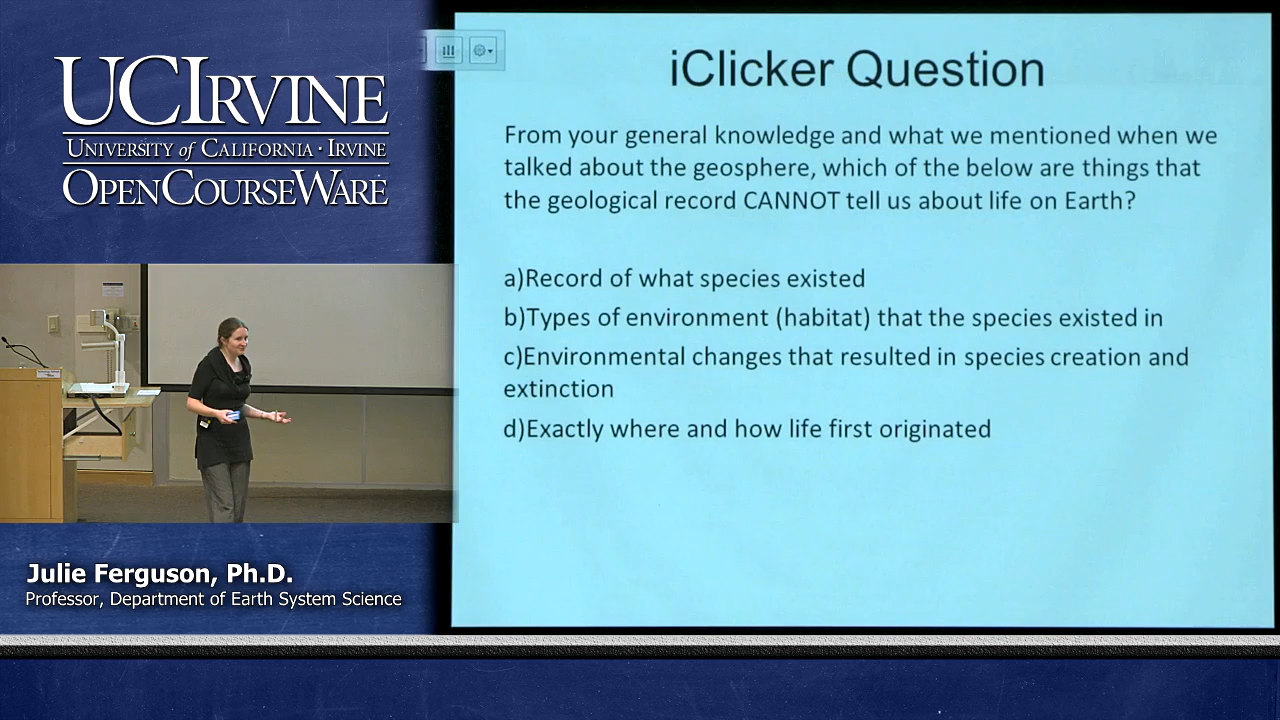 UCIRVINE
UNIVERSITY of CALIFORNIA · IRVINE
OPENCOURSEWARE
iClicker Question
From your general knowledge and what we mentioned when we
talked about the geosphere, which of the below are things that
the geological record CANNOT tell us about life on Earth?
a)Record of what species existed
b)Types of environment (habitat) that the species existed in
c)Environmental changes that resulted in species creation and
extinction
d)Exactly where and how life first originated
Julie Ferguson, Ph.D.
Professor, Department of Earth System Science